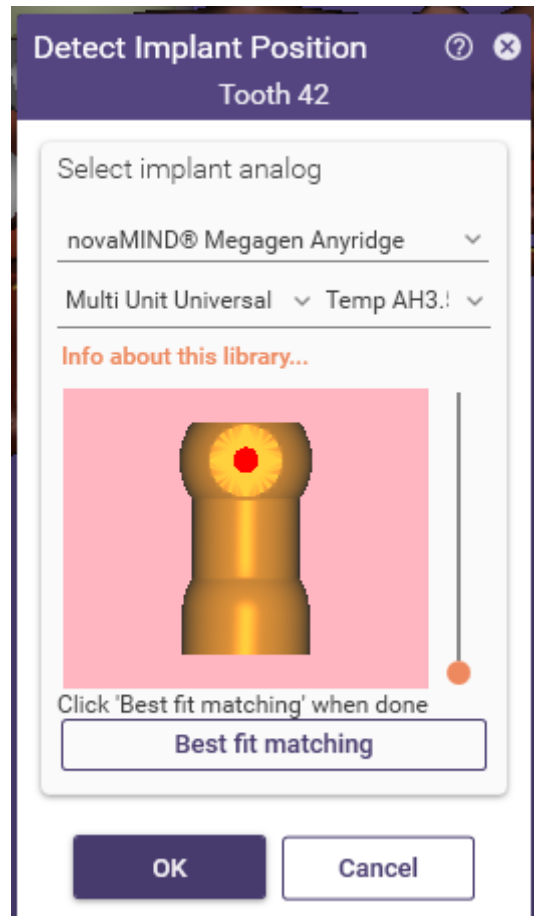 Detect Implant Position
Tooth 42
Select implant analog
novaMIND® Megagen Anyridge
Multi Unit Universal Temp AH3.
Info about this library...
Click 'Best fit matching' when done
Best fit matching
OK Cancel